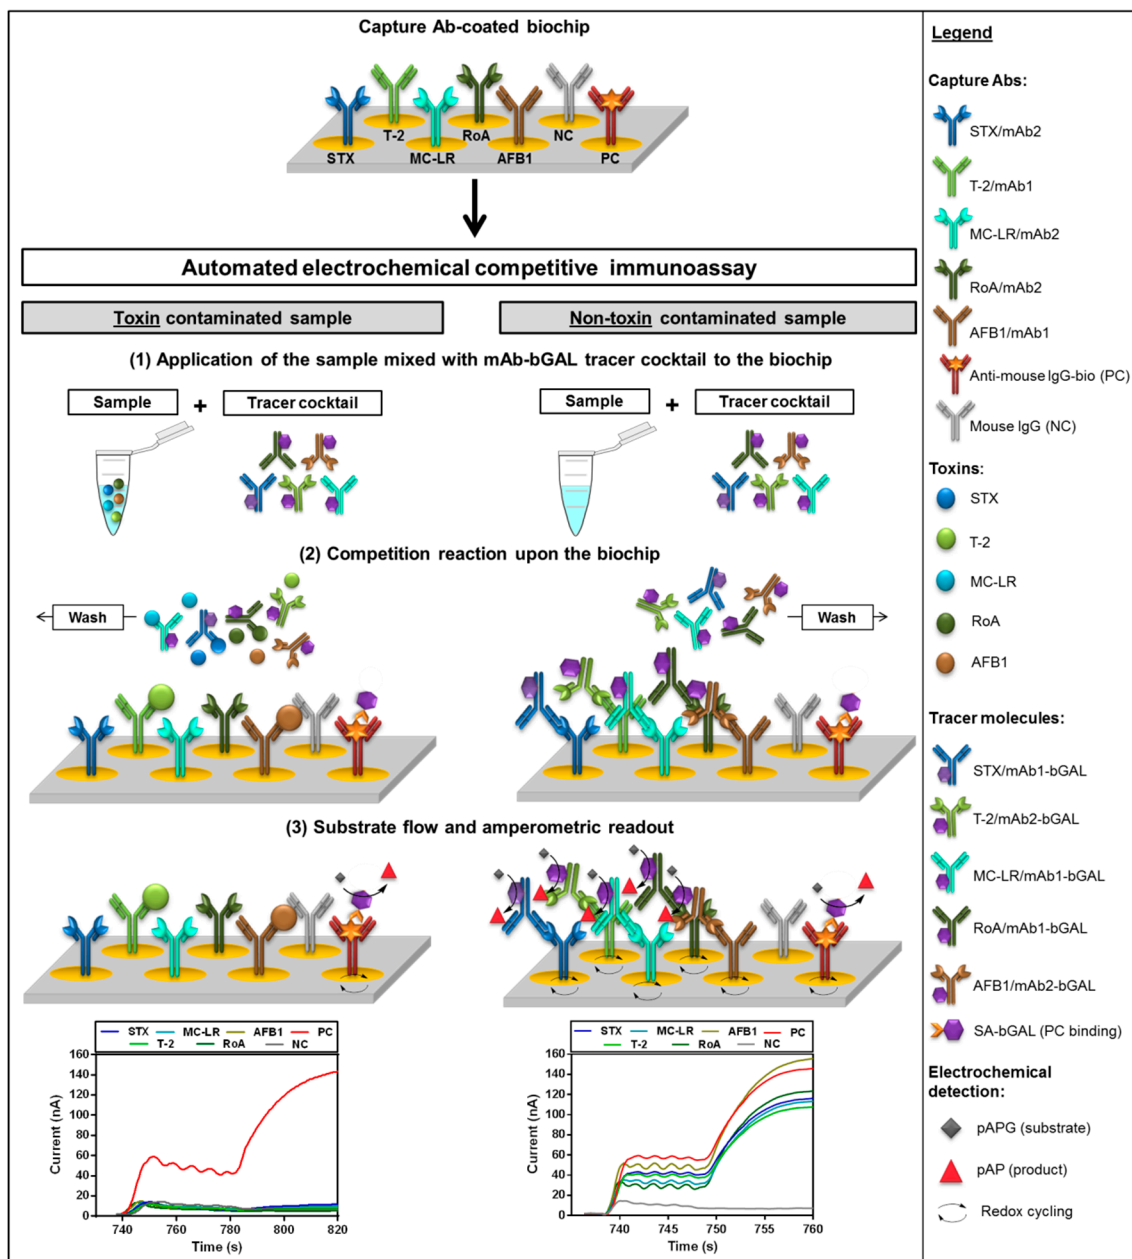 Capture Ab-coated biochip
T-2 RoA NC
STX MC-LR AFB1 PC
Automated electrochemical competitive immunoassay
Toxin contaminated sample
Non-toxin contaminated sample
(1) Application of the sample mixed with mAb-bGAL tracer cocktail to the biochip
Sample + Tracer cocktail
Sample + Tracer cocktail
(2) Competition reaction upon the biochip
Wash
Wash
(3) Substrate flow and amperometric readout
STX MC-LR AFB1 PC
T-2 RoA NC
Current (nA)
160
140
120
100
80
60
40
20
0
740 760 780 800 820
Time (s)
STX MC-LR AFB1 PC
T-2 RoA NC
Current (nA)
160
140
120
100
80
60
40
20
0
740 745 750 755 760
Time (s)
Legend
Capture Abs:
STX/mAb2
T-2/mAb1
MC-LR/mAb2
RoA/mAb2
AFB1/mAb1
Anti-mouse IgG-bio (PC)
Mouse IgG (NC)
Toxins:
STX
T-2
MC-LR
RoA
AFB1
Tracer molecules:
STX/mAb1-bGAL
T-2/mAb2-bGAL
MC-LR/mAb1-bGAL
RoA/mAb1-bGAL
AFB1/mAb2-bGAL
SA-bGAL (PC binding)
Electrochemical
detection:
pAPG (substrate)
pAP (product)
Redox cycling